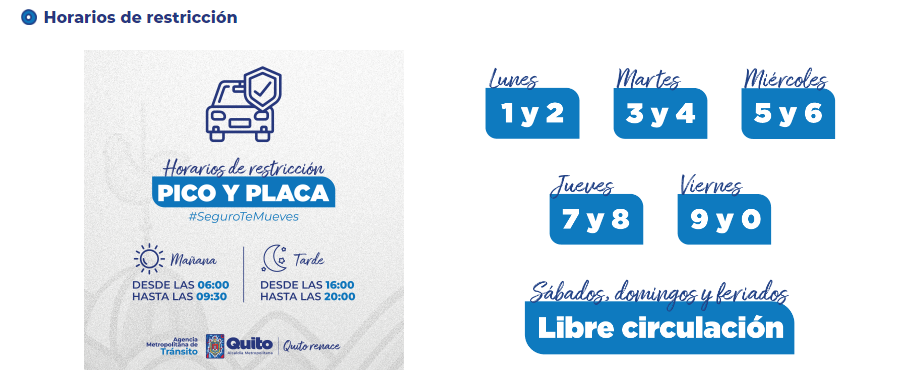 Horarios de restricción
Horarios de restricción
PICO Y PLACA
#SeguroTeMueves
Mañana
DESDE LAS 06:00
HASTA LAS 09:30
Tarde
DESDE LAS 16:00
HASTA LAS 20:00
Agencia
Metropolitana de
Tránsito
Quito
Alcaldía Metropolitana
Quito renace
Lunes
1 y 2
Martes
3 y 4
Miércoles
5 y 6
Jueves
7 y 8
Viernes
9 y 0
Sábados, domingos y feriados
Libre circulación